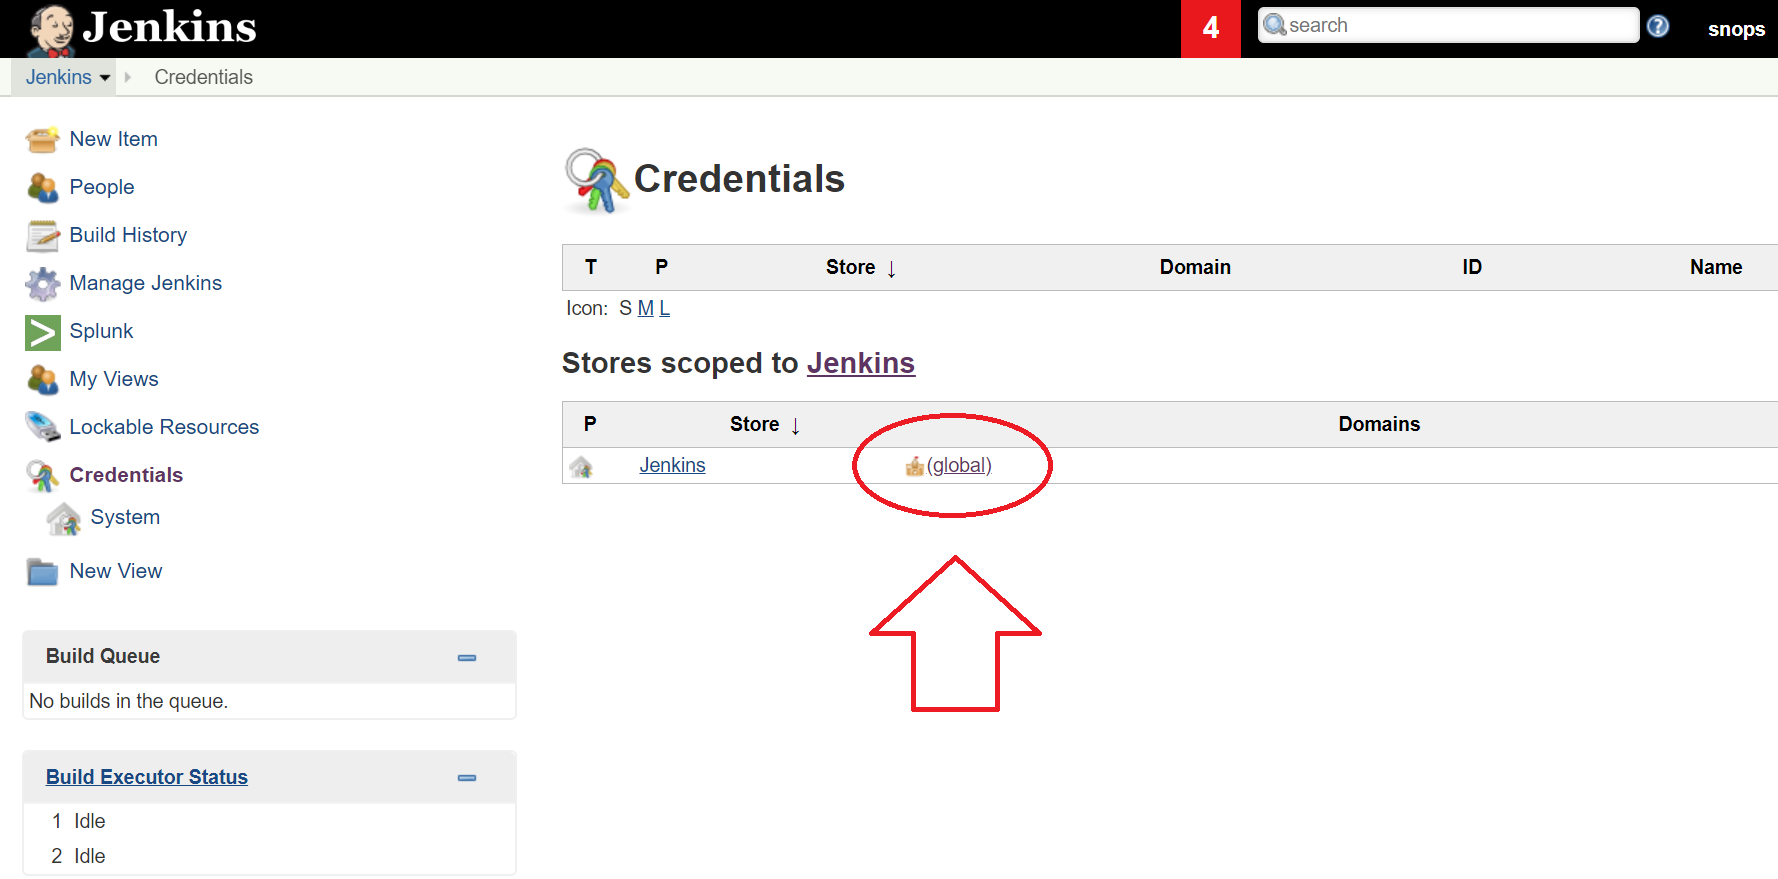 Jenkins
4
search
snops
Jenkins
Credentials
New Item
People
Build History
Manage Jenkins
Splunk
My Views
Lockable Resources
Credentials
System
New View
Build Queue
No builds in the queue.
Build Executor Status
1 Idle
2 Idle
Credentials
T P Store ↓ Domain ID Name
Icon: S M L
Stores scoped to Jenkins
P Store ↓ Domains
Jenkins (global)